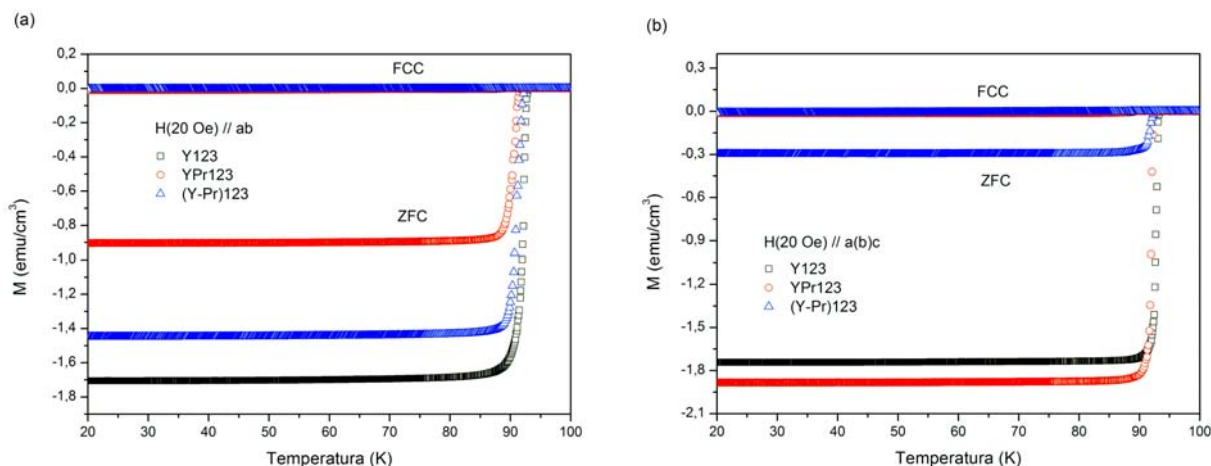 (a)
0,2
0,0
-0,2
-0,4
-0,6
-0,8
-1,0
-1,2
-1,4
-1,6
-1,8
M (emu/cm³)
FCC
H(20 Oe) // ab
Y123
YPr123
(Y-Pr)123
ZFC
20 30 40 50 60 70 80 90 100
Temperatura (K)
(b)
0,3
0,0
-0,3
-0,6
-0,9
-1,2
-1,5
-1,8
-2,1
M (emu/cm³)
FCC
ZFC
H(20 Oe) // a(b)c
Y123
YPr123
(Y-Pr)123
20 30 40 50 60 70 80 90 100
Temperatura (K)